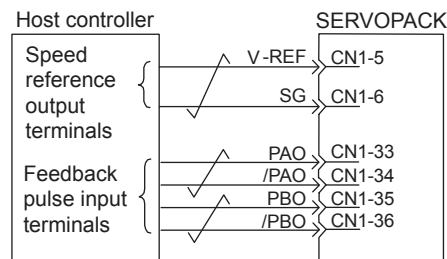 Host controller
SERVOPACK
Speed
reference
output
terminals
V-REF
CN1-5
SG
CN1-6
Feedback
pulse input
terminals
PAO
CN1-33
/PAO
CN1-34
PBO
CN1-35
/PBO
CN1-36